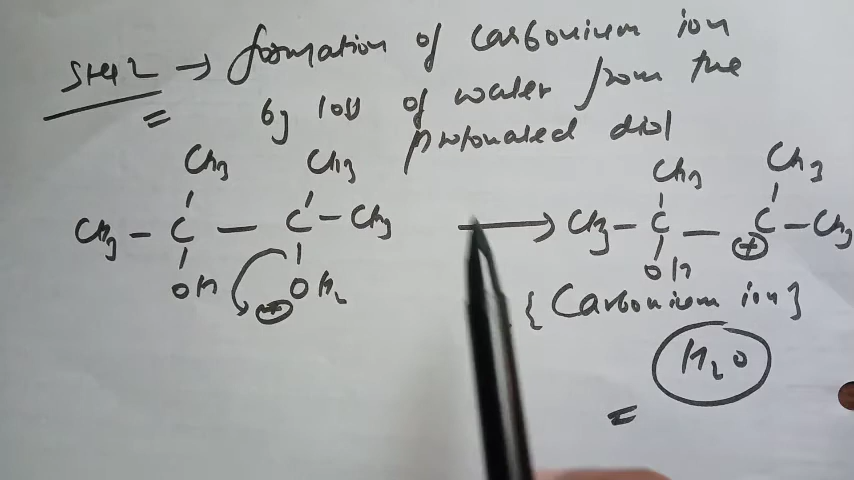 Step 2 → formation of carbonium ion
by loss of water from the
protonated diol
CH3 CH3 CH3 CH3
CH3 – C — C – CH3 → CH3 – C — C – CH3
OH OH2 OH
⊕ ⊕
{ Carbonium ion }
H2O
=